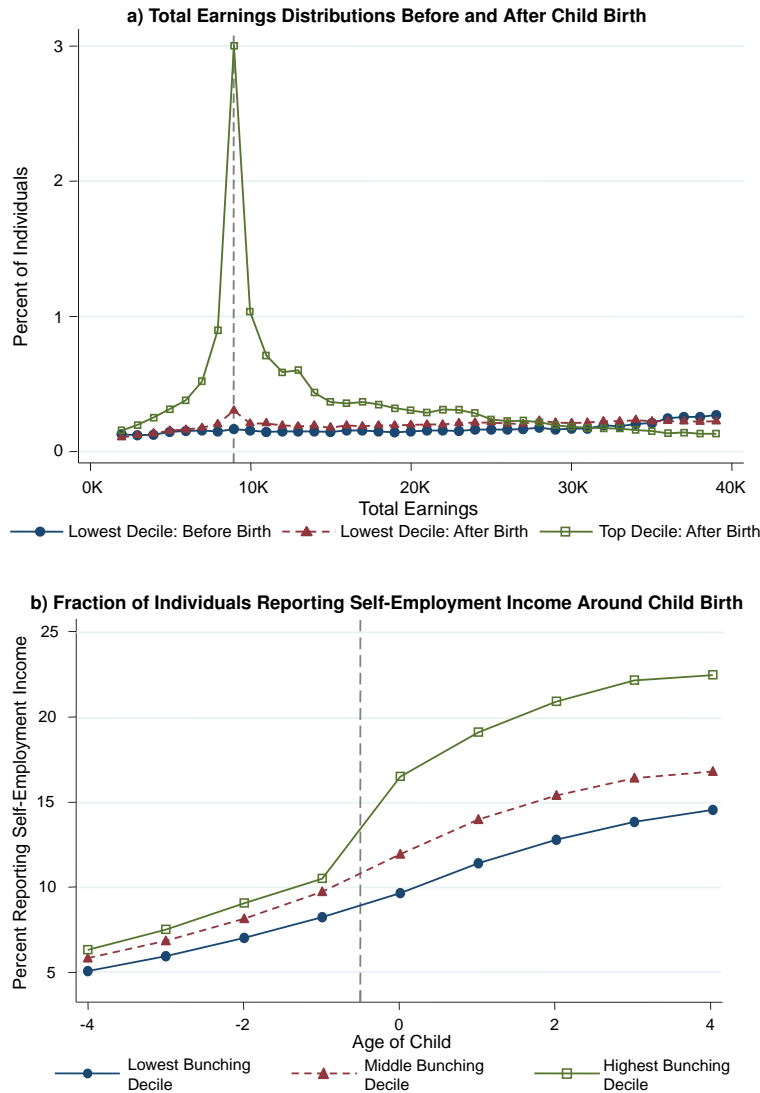 a) Total Earnings Distributions Before and After Child Birth
Percent of Individuals
3
2
1
0
0K 10K 20K 30K 40K
Total Earnings
Lowest Decile: Before Birth Lowest Decile: After Birth Top Decile: After Birth
b) Fraction of Individuals Reporting Self-Employment Income Around Child Birth
Percent Reporting Self-Employment Income
25
20
15
10
5
-4 -2 0 2 4
Age of Child
Lowest Bunching Decile
Middle Bunching Decile
Highest Bunching Decile